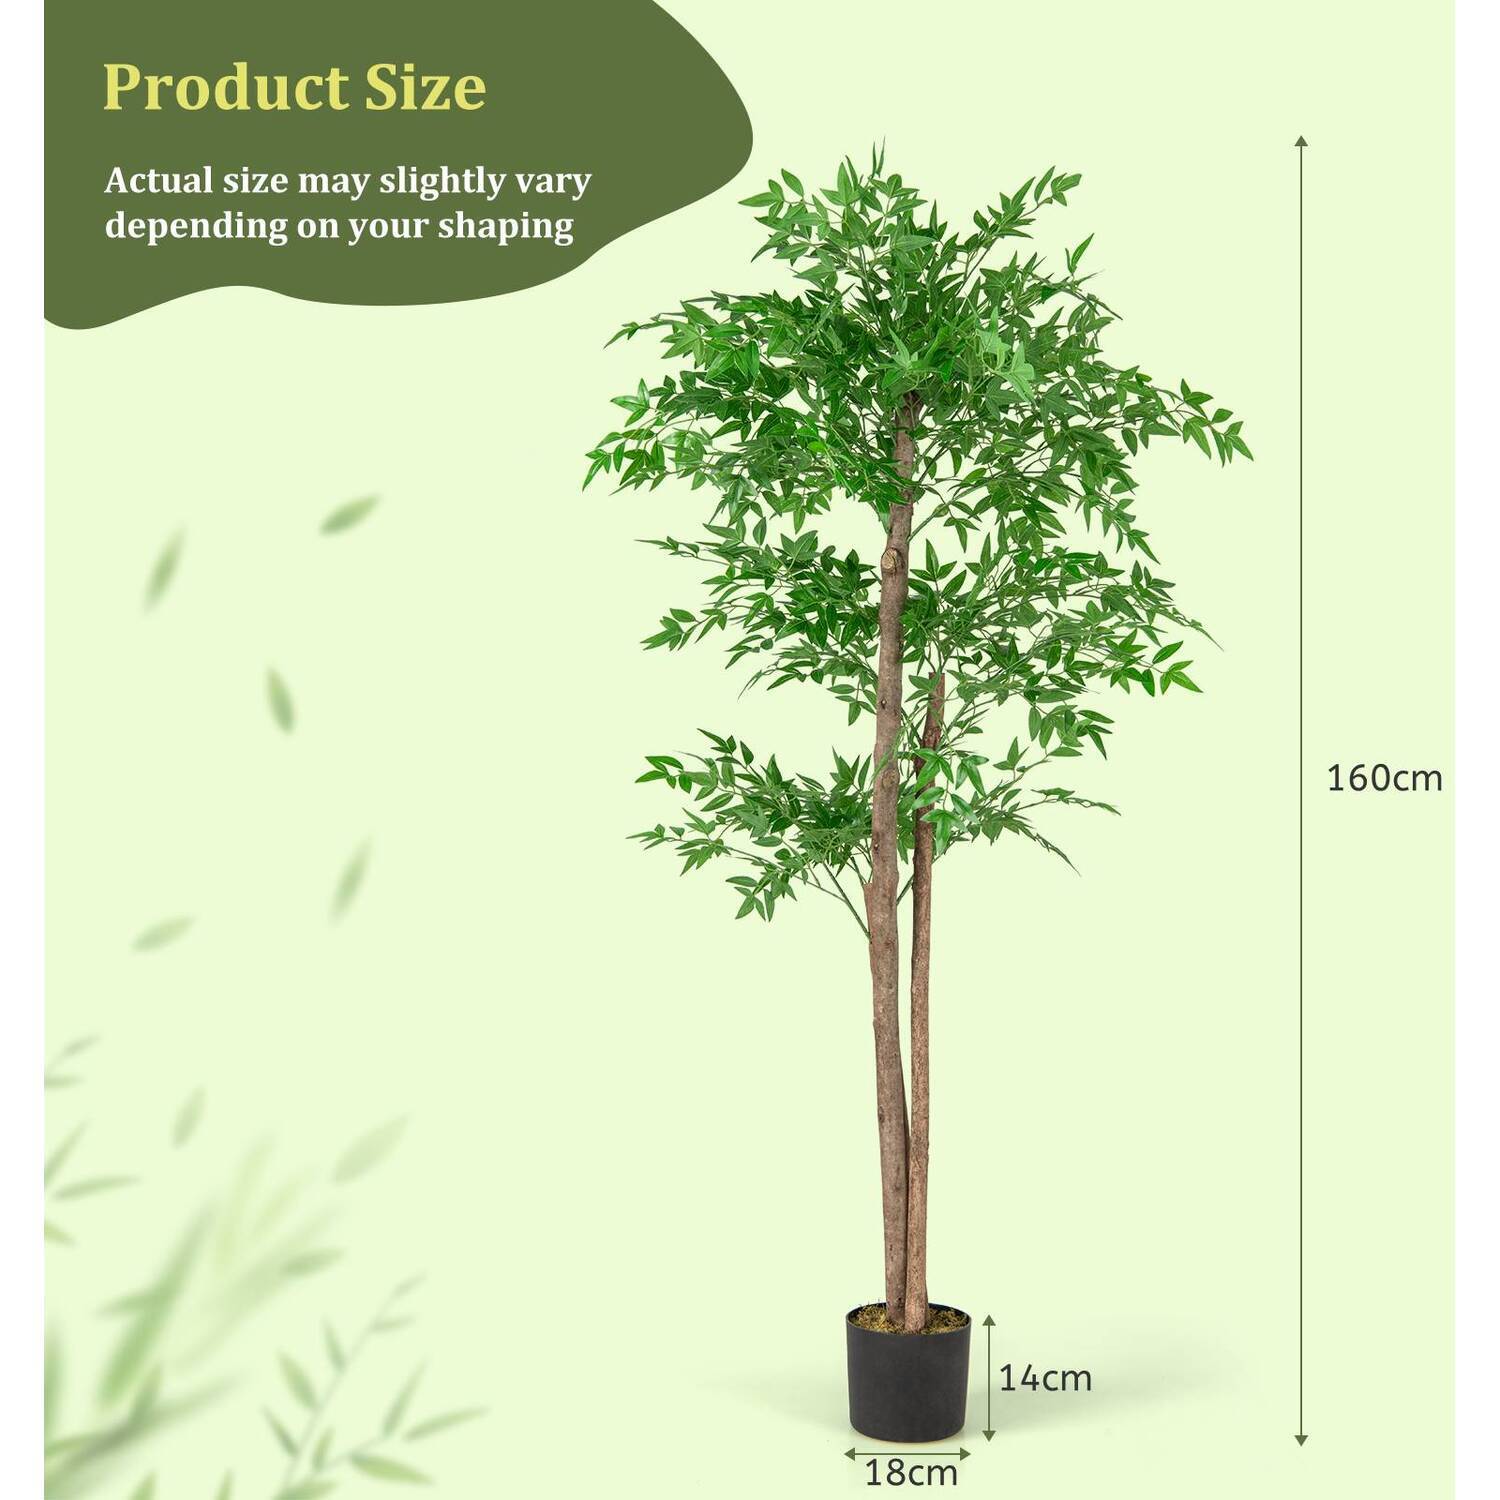 Product Size
Actual size may slightly vary
depending on your shaping
160cm
14cm
18cm